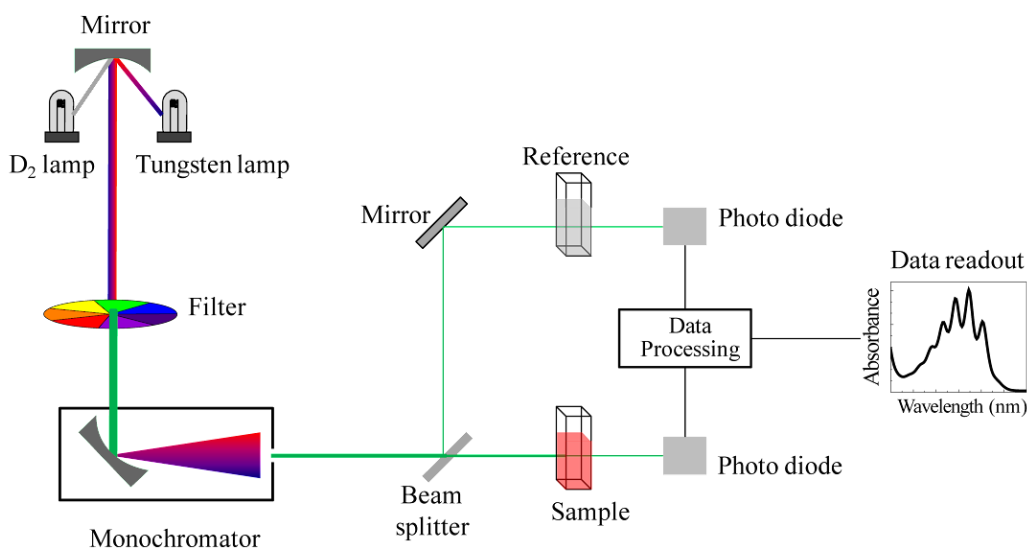 Mirror
D₂ lamp
Tungsten lamp
Filter
Monochromator
Mirror
Reference
Photo diode
Beam
splitter
Sample
Photo diode
Data
Processing
Data readout
Absorbance
Wavelength (nm)